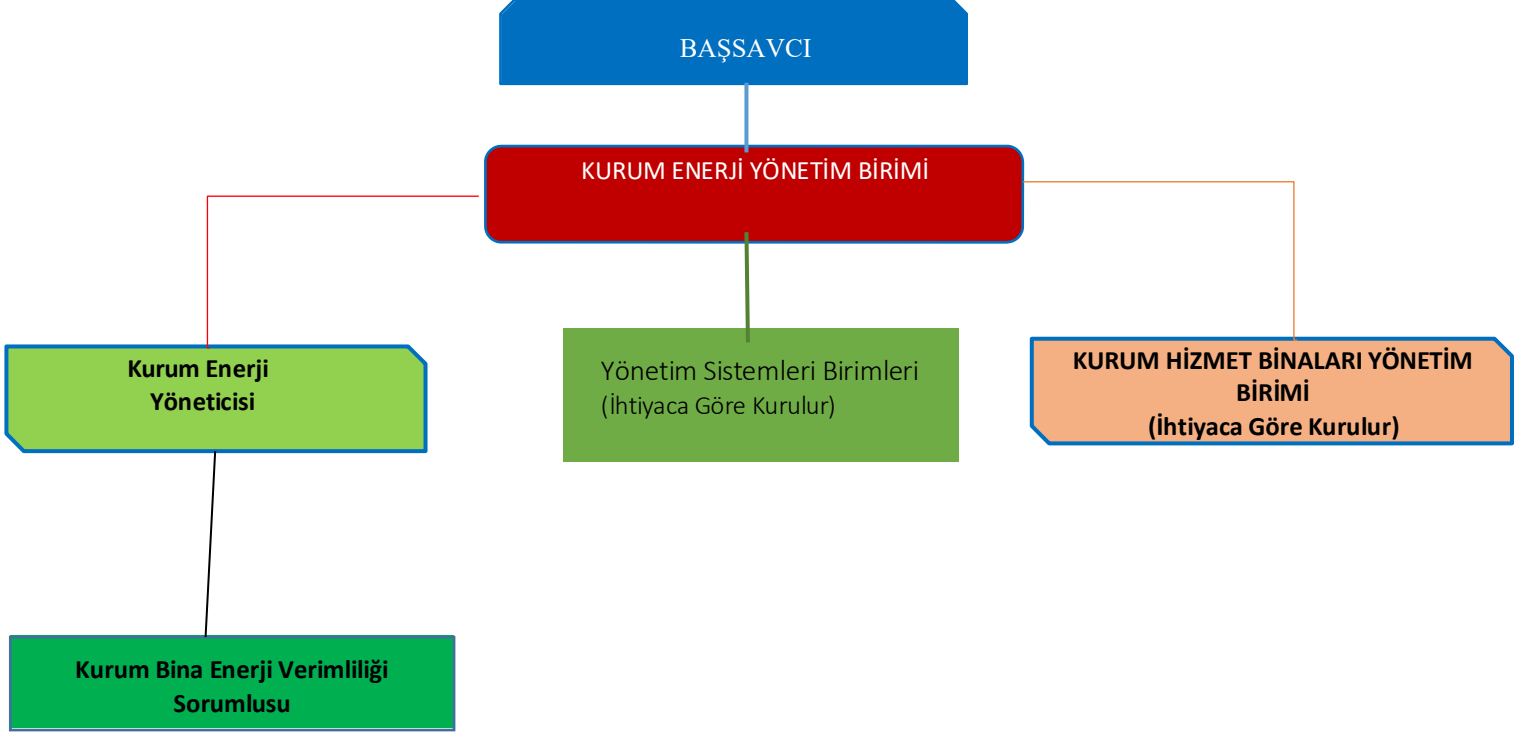 BAŞSAVCI
KURUM ENERJİ YÖNETİM BİRİMİ
Kurum Enerji
Yöneticisi
Yönetim Sistemleri Birimleri
(İhtiyaca Göre Kurulur)
KURUM HİZMET BİNALARI YÖNETİM
BİRİMİ
(İhtiyaca Göre Kurulur)
Kurum Bina Enerji Verimliliği
Sorumlusu